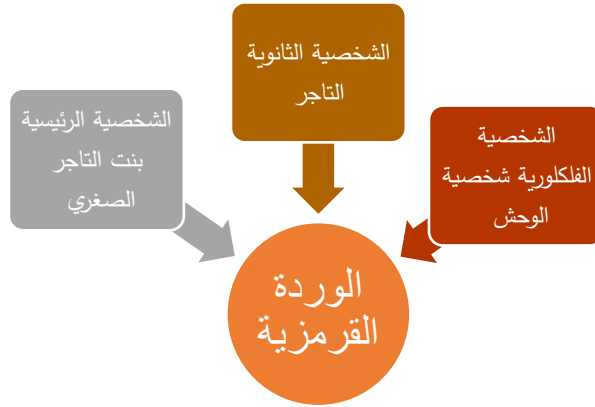 الشخصية الثانوية
التاجر
الشخصية الرئيسية
بنت التاجر
الصغري
الشخصية
الفلكلورية شخصية
الوحش
الوردة
القرمزية